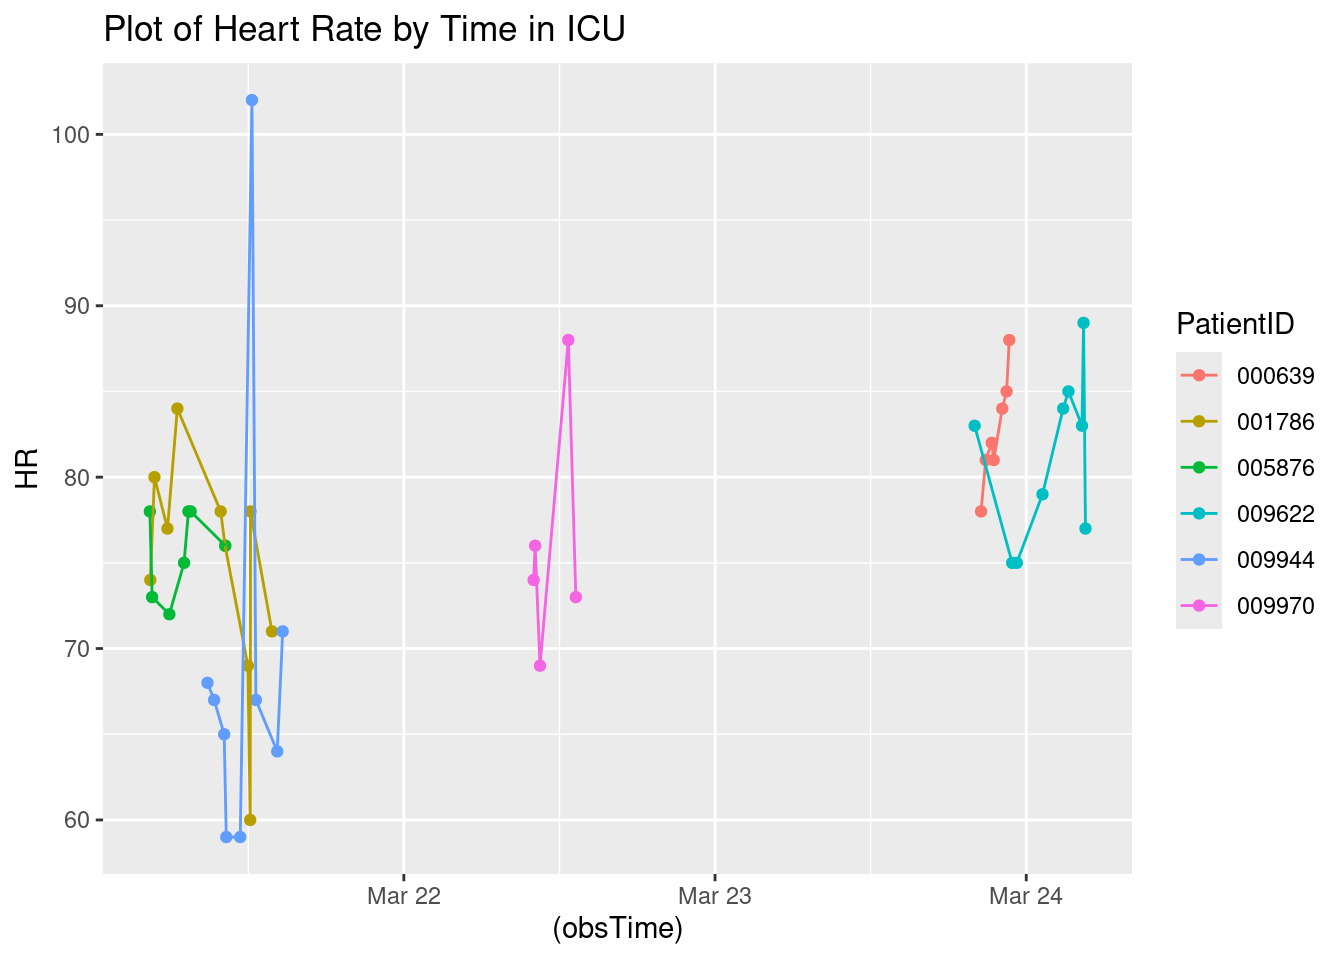 Plot of Heart Rate by Time in ICU
HR
100
90
80
70
60
Mar 22
Mar 23
Mar 24
(obsTime)
PatientID
000639
001786
005876
009622
009944
009970